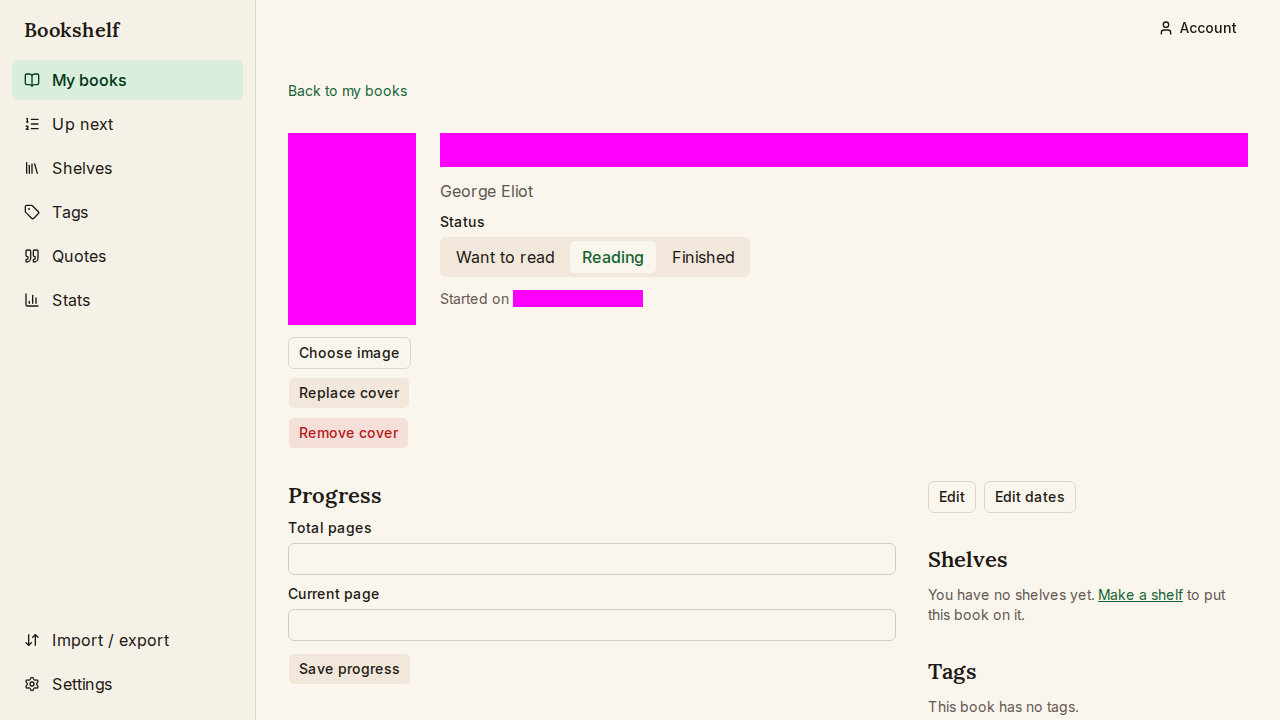 Bookshelf
My books
Up next
Shelves
Tags
Quotes
Stats
Import / export
Settings
Account
Back to my books
George Eliot
Status
Want to read
Reading
Finished
Started on
Choose image
Replace cover
Remove cover
Progress
Total pages
Current page
Save progress
Edit
Edit dates
Shelves
You have no shelves yet. Make a shelf to put
this book on it.
Tags
This book has no tags.